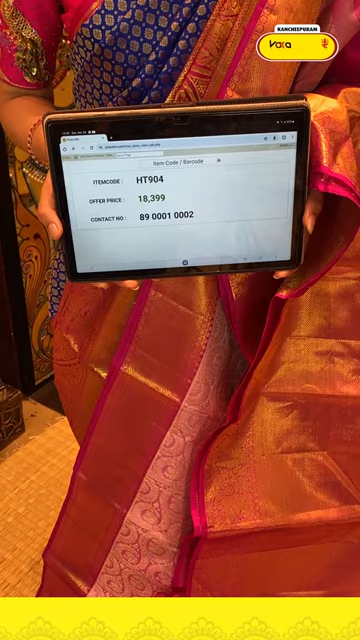 KANCHEEPURAM
Item Code / Barcode
ITEMCODE : HT904
OFFER PRICE : 18,399
CONTACT NO : 89 0001 0002